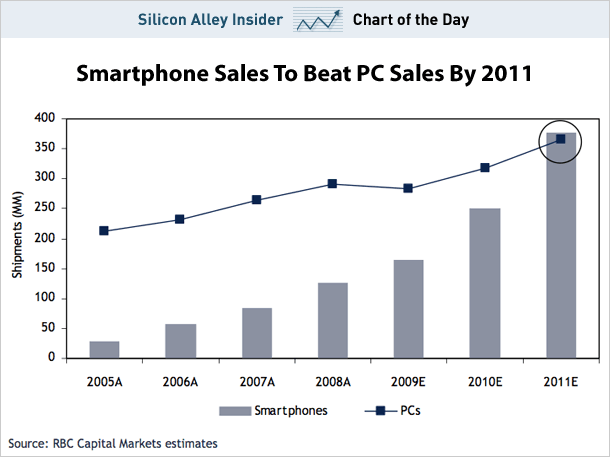 Silicon Alley Insider Chart of the Day
Smartphone Sales To Beat PC Sales By 2011
400
350
300
250
200
150
100
50
0
Shipments (MM)
2005A 2006A 2007A 2008A 2009E 2010E 2011E
Smartphones PCs
Source: RBC Capital Markets estimates